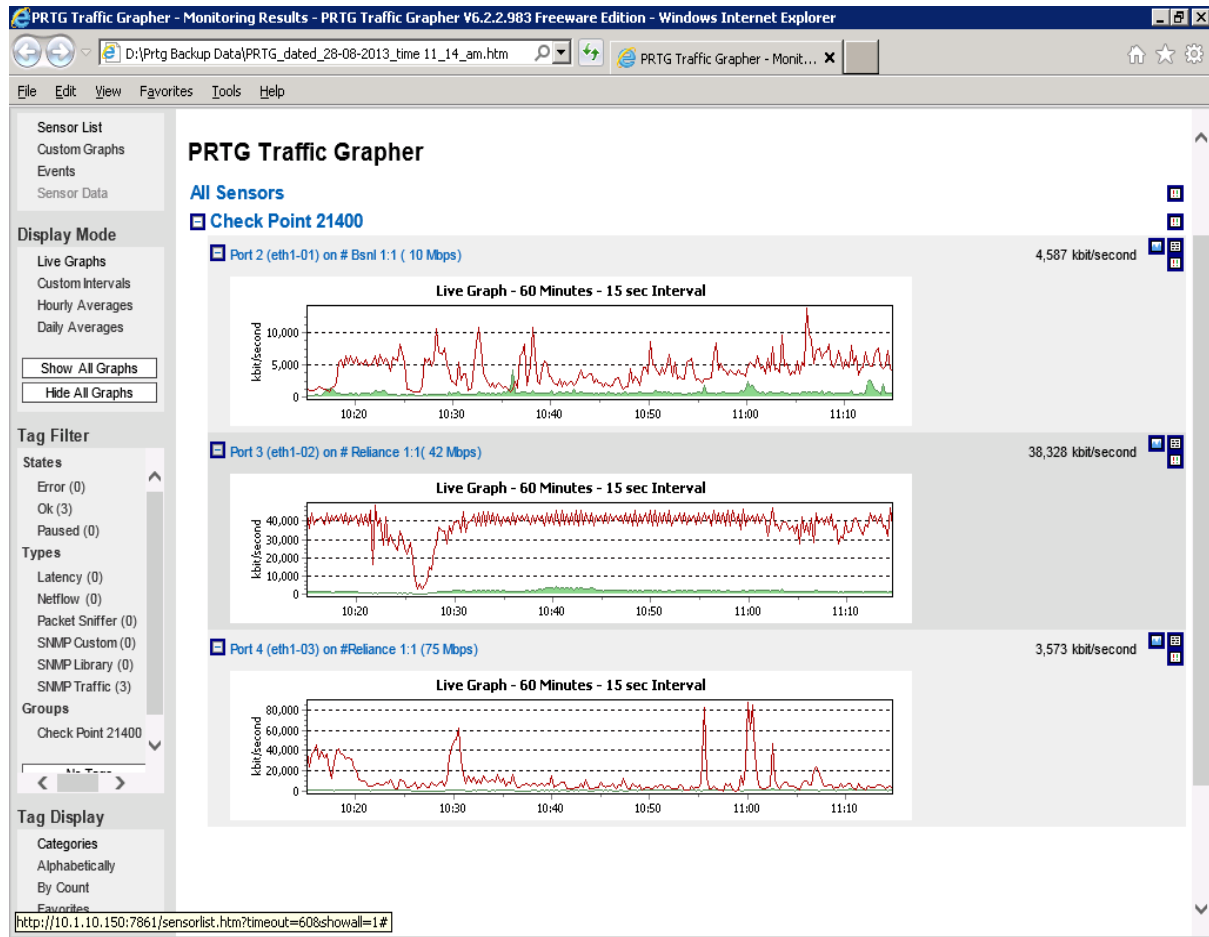 PRTG Traffic Grapher - Monitoring Results - PRTG Traffic Grapher V6.2.2.983 Freeware Edition - Windows Internet Explorer
D:\Prtg Backup Data\PRTG_dated_28-08-2013_time 11_14_am.htm
PRTG Traffic Grapher - Monit...
File Edit View Favorites Tools Help
Sensor List
Custom Graphs
Events
Sensor Data
Display Mode
Live Graphs
Custom Intervals
Hourly Averages
Daily Averages
Show All Graphs
Hide All Graphs
Tag Filter
States
Error (0)
Ok (3)
Paused (0)
Types
Latency (0)
Netflow (0)
Packet Sniffer (0)
SNMP Custom (0)
SNMP Library (0)
SNMP Traffic (3)
Groups
Check Point 21400
Tag Display
Categories
Alphabetically
By Count
Favorites
http://10.1.10.150:7861/sensorlist.htm?timeout=60&showall=1#
PRTG Traffic Grapher
All Sensors
Check Point 21400
Port 2 (eth1-01) on # Bsnl 1:1 ( 10 Mbps)
4,587 kbit/second
Live Graph - 60 Minutes - 15 sec Interval
kbit/second
10,000
5,000
0
10:20 10:30 10:40 10:50 11:00 11:10
Port 3 (eth1-02) on # Reliance 1:1( 42 Mbps)
38,328 kbit/second
Live Graph - 60 Minutes - 15 sec Interval
kbit/second
40,000
30,000
20,000
10,000
0
10:20 10:30 10:40 10:50 11:00 11:10
Port 4 (eth1-03) on #Reliance 1:1 (75 Mbps)
3,573 kbit/second
Live Graph - 60 Minutes - 15 sec Interval
kbit/second
80,000
60,000
40,000
20,000
0
10:20 10:30 10:40 10:50 11:00 11:10